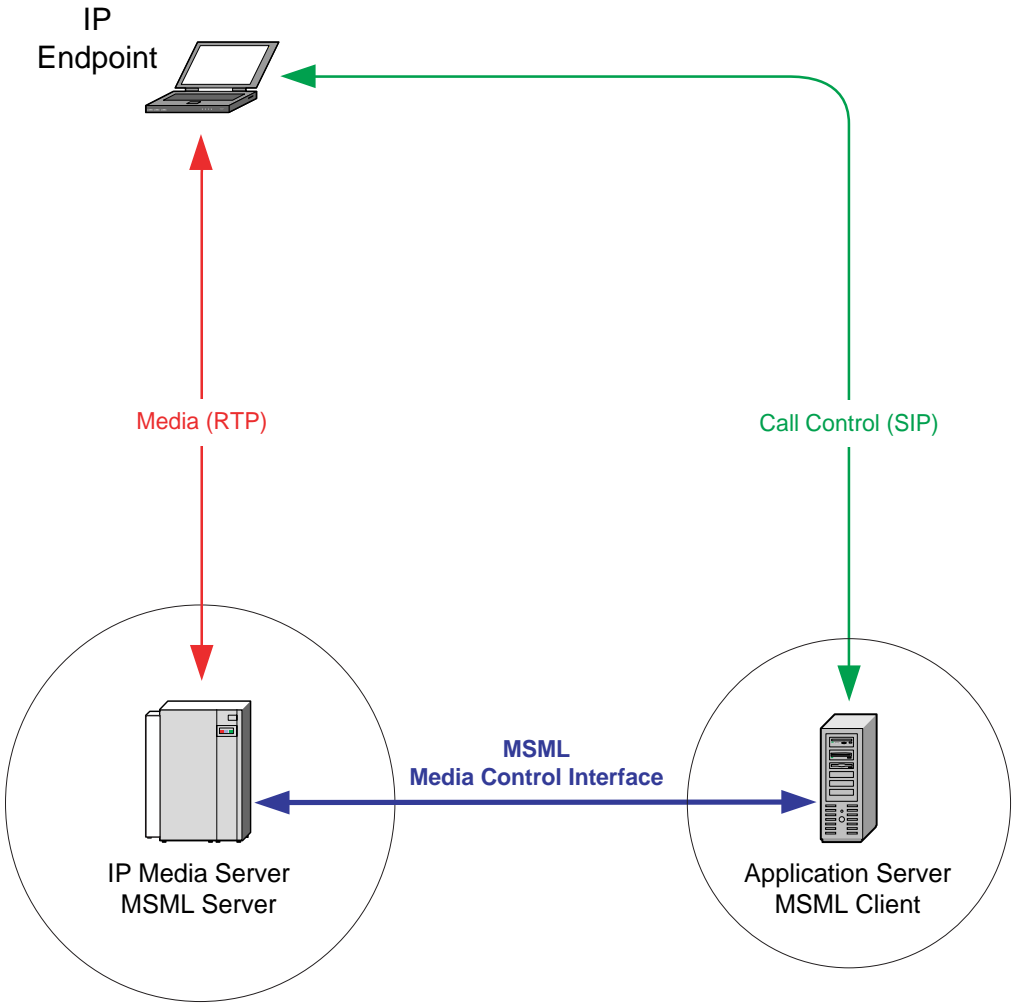 IP
Endpoint
Media (RTP)
Call Control (SIP)
MSML
Media Control Interface
IP Media Server
MSML Server
Application Server
MSML Client